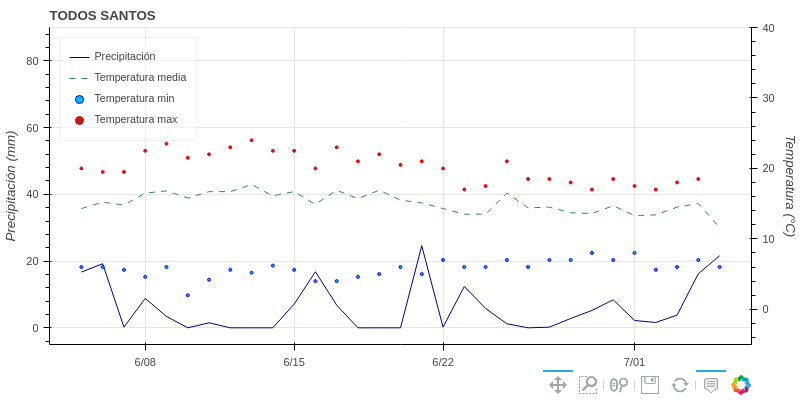 TODOS SANTOS
Precipitación
Temperatura media
Temperatura min
Temperatura max
Precipitación (mm)
80
60
40
20
0
Temperatura (°C)
40
30
20
10
0
6/08
6/15
6/22
7/01